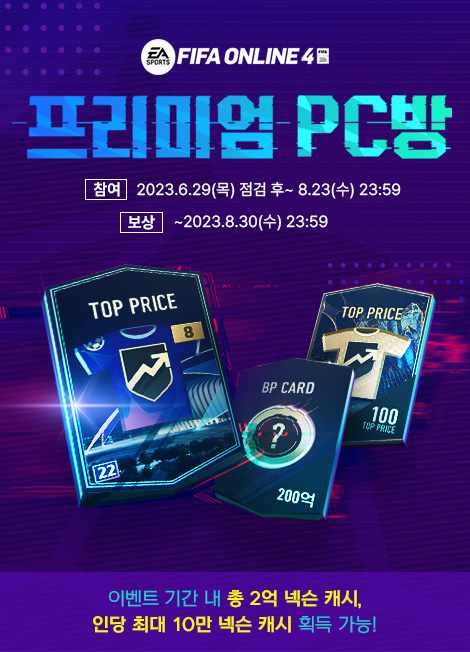 EA SPORTS FIFA ONLINE 4
프리미엄 PC방
참여 2023.6.29(목) 점검 후~ 8.23(수) 23:59
보상 ~2023.8.30(수) 23:59
TOP PRICE
8
22
BP CARD
?
200억
TOP PRICE
100
TOP PRICE
이벤트 기간 내 총 2억 넥슨 캐시,
인당 최대 10만 넥슨 캐시 획득 가능!